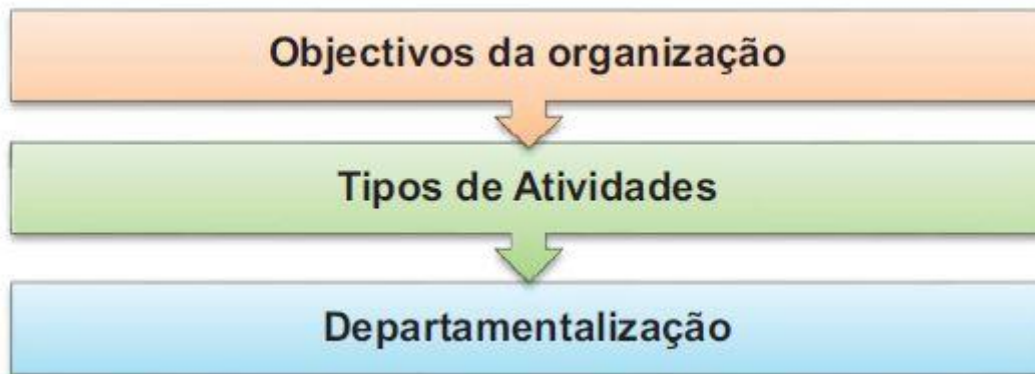 Objectivos da organização
Tipos de Atividades
Departamentalização